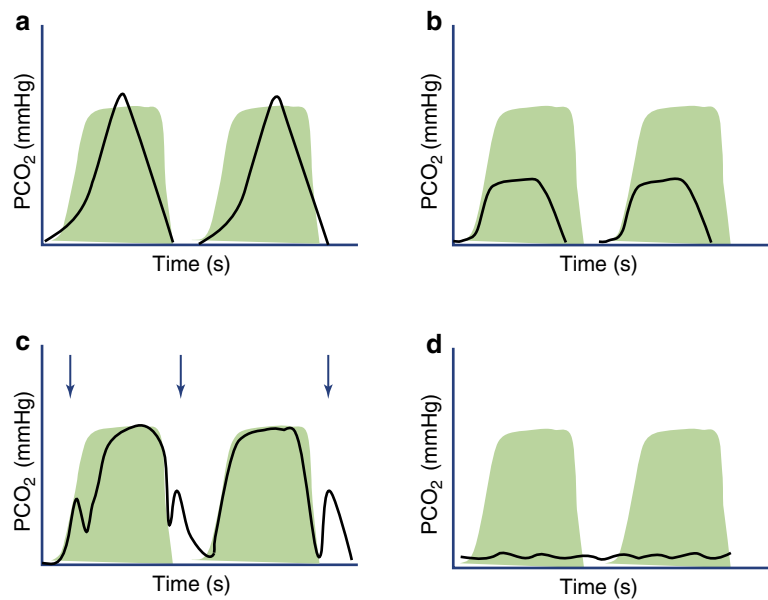 a
PCO₂ (mmHg)
Time (s)
b
PCO₂ (mmHg)
Time (s)
c
PCO₂ (mmHg)
Time (s)
d
PCO₂ (mmHg)
Time (s)